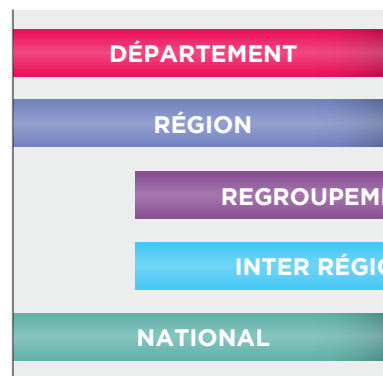 DÉPARTEMENT
RÉGION
REGROUPEM
INTER RÉGIO
NATIONAL